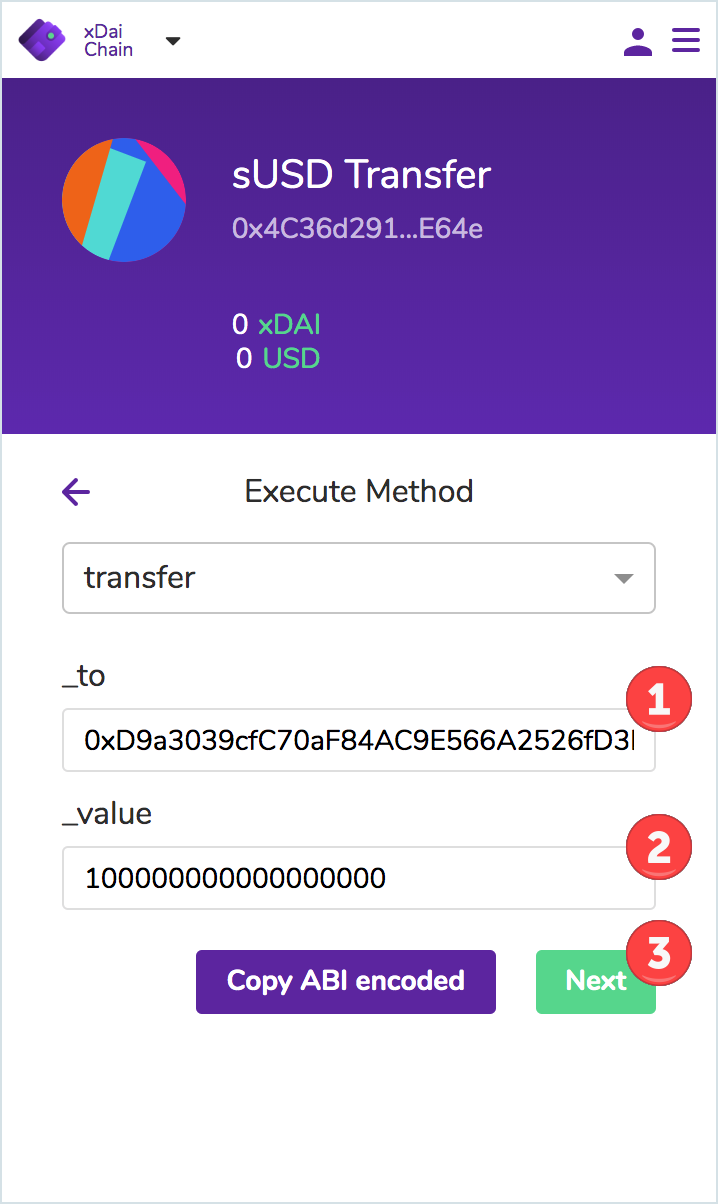 xDai
Chain
sUSD Transfer
0x4C36d291...E64e
0 xDAI
0 USD
Execute Method
transfer
_to
1
0xD9a3039cfC70aF84AC9E566A2526fD3
_value
2
100000000000000000
3
Copy ABI encoded
Next